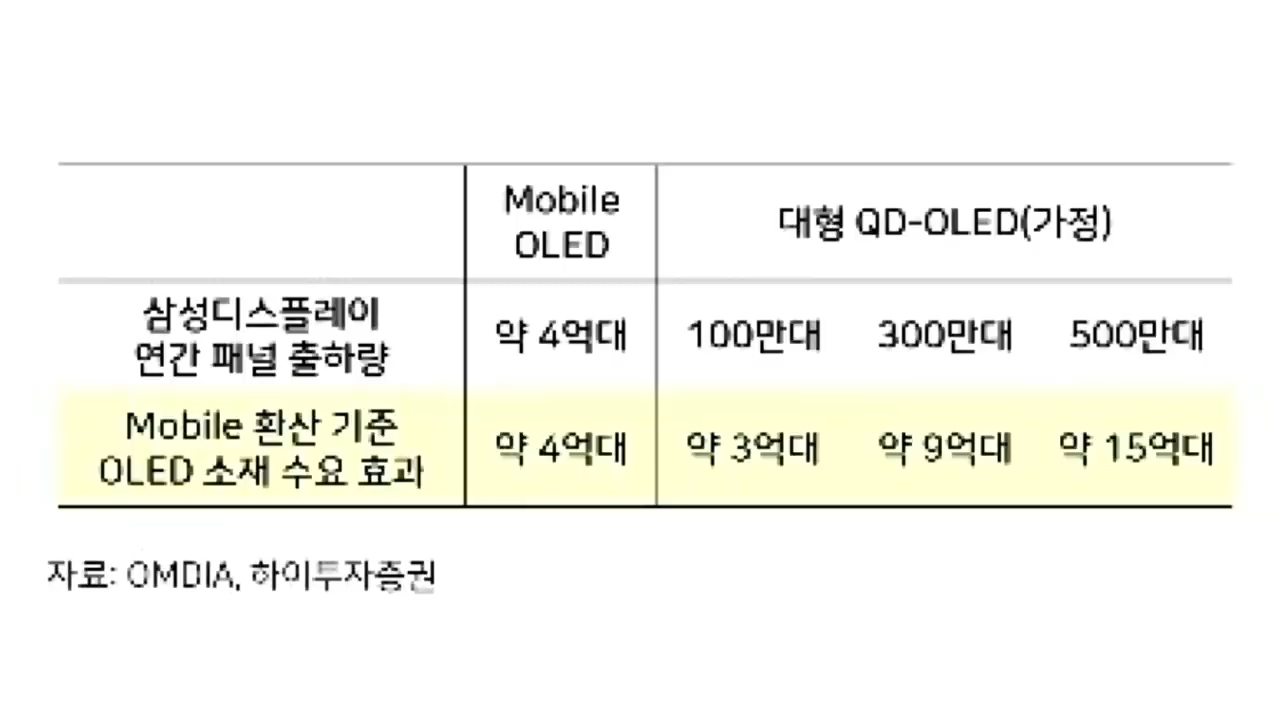 Mobile
OLED
대형 QD-OLED(가정)
삼성디스플레이
연간 패널 출하량
약 4억대
100만대
300만대
500만대
Mobile 환산 기준
OLED 소재 수요 효과
약 4억대
약 3억대
약 9억대
약 15억대
자료: OMDIA, 하이투자증권